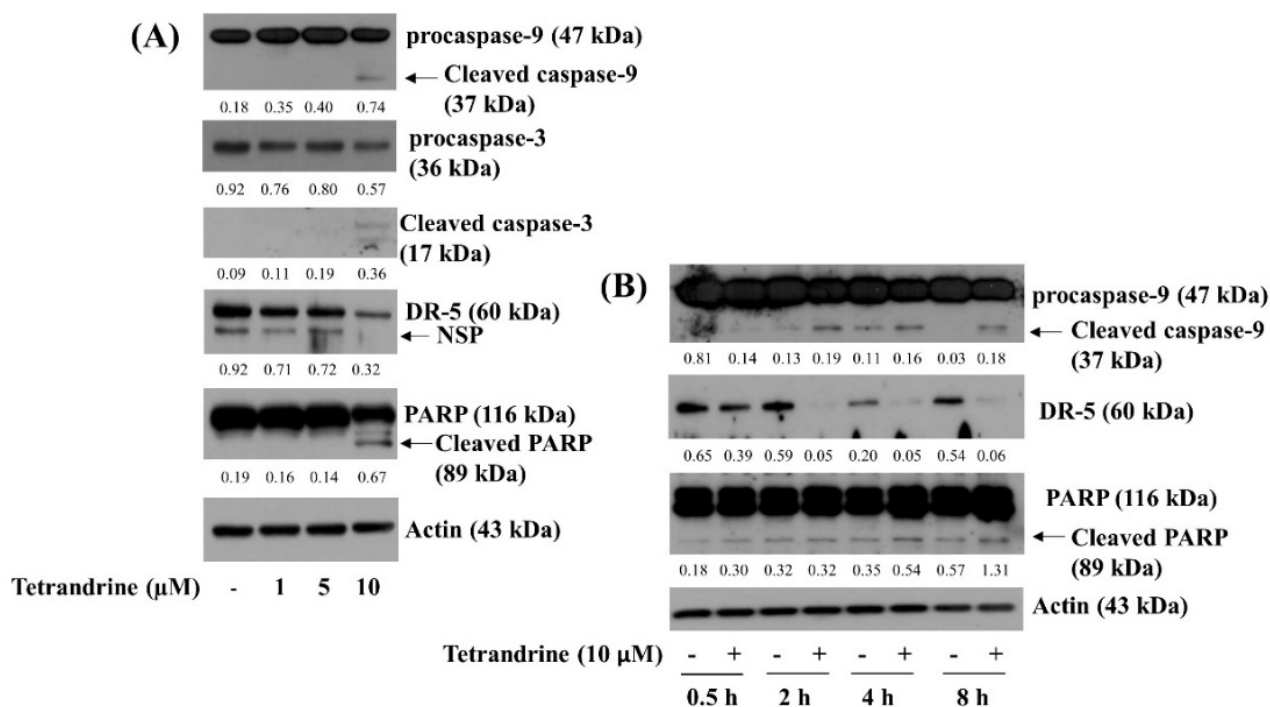 (A)
procaspase-9 (47 kDa)
Cleaved caspase-9
(37 kDa)
0.18 0.35 0.40 0.74
procaspase-3
(36 kDa)
0.92 0.76 0.80 0.57
Cleaved caspase-3
(17 kDa)
0.09 0.11 0.19 0.36
DR-5 (60 kDa)
NSP
0.92 0.71 0.72 0.32
PARP (116 kDa)
Cleaved PARP
(89 kDa)
0.19 0.16 0.14 0.67
Actin (43 kDa)
Tetrandrine (μM) - 1 5 10
(B)
procaspase-9 (47 kDa)
Cleaved caspase-9
(37 kDa)
0.81 0.14 0.13 0.19 0.11 0.16 0.03 0.18
DR-5 (60 kDa)
0.65 0.39 0.59 0.05 0.20 0.05 0.54 0.06
PARP (116 kDa)
Cleaved PARP
(89 kDa)
0.18 0.30 0.32 0.32 0.35 0.54 0.57 1.31
Actin (43 kDa)
Tetrandrine (10 μM) - + - + - + - +
0.5 h 2 h 4 h 8 h